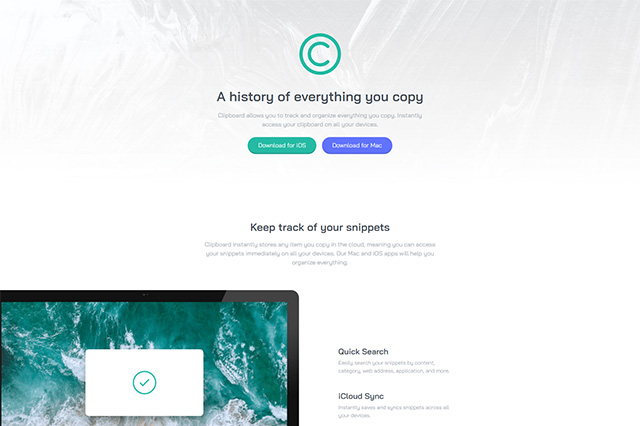 C
A history of everything you copy
Clipboard allows you to track and organize everything you copy. Instantly
access your clipboard on all your devices.
Download for iOS Download for Mac
Keep track of your snippets
Clipboard instantly stores any item you copy in the cloud, meaning you can access
your snippets immediately on all your devices. Our Mac and iOS apps will help you
organize everything.
Quick Search
Easily search your snippets by content,
category, web address, application, and more.
iCloud Sync
Instantly saves and syncs snippets across all
your devices.